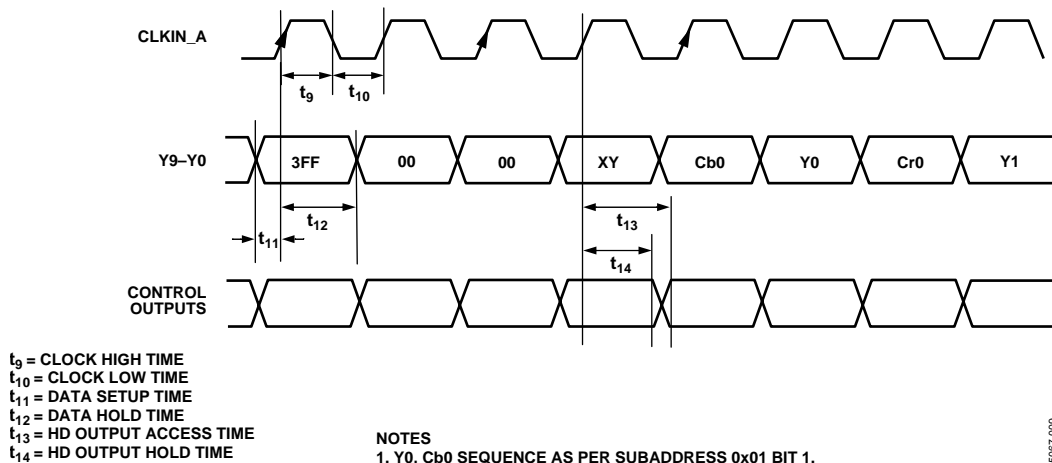 CLKIN_A
t9
t10
Y9–Y0
3FF
00
00
XY
Cb0
Y0
Cr0
Y1
t12
t13
t11
t14
CONTROL
OUTPUTS
t9 = CLOCK HIGH TIME
t10 = CLOCK LOW TIME
t11 = DATA SETUP TIME
t12 = DATA HOLD TIME
t13 = HD OUTPUT ACCESS TIME
t14 = HD OUTPUT HOLD TIME
NOTES
1. Y0, Cb0 SEQUENCE AS PER SUBADDRESS 0x01 BIT 1.